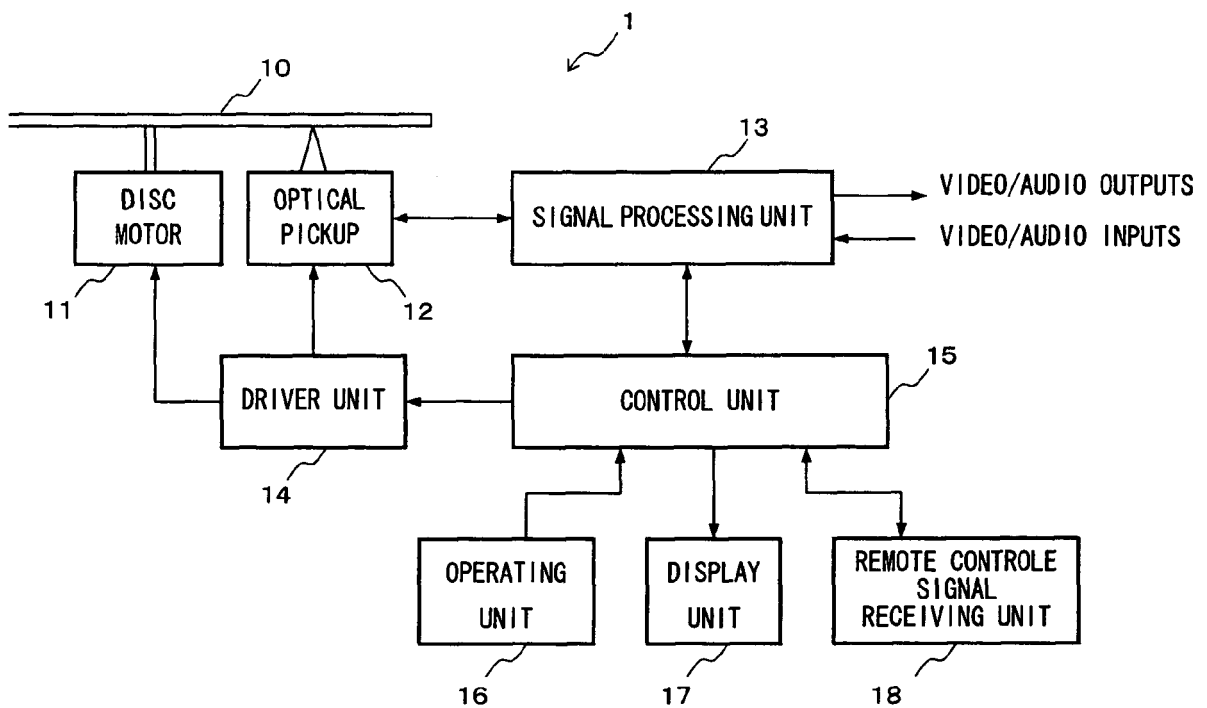 1
10
13
DISC
MOTOR
OPTICAL
PICKUP
SIGNAL PROCESSING UNIT
VIDEO/AUDIO OUTPUTS
VIDEO/AUDIO INPUTS
11
12
15
DRIVER UNIT
CONTROL UNIT
14
OPERATING
UNIT
DISPLAY
UNIT
REMOTE CONTROLE
SIGNAL
RECEIVING UNIT
16
17
18